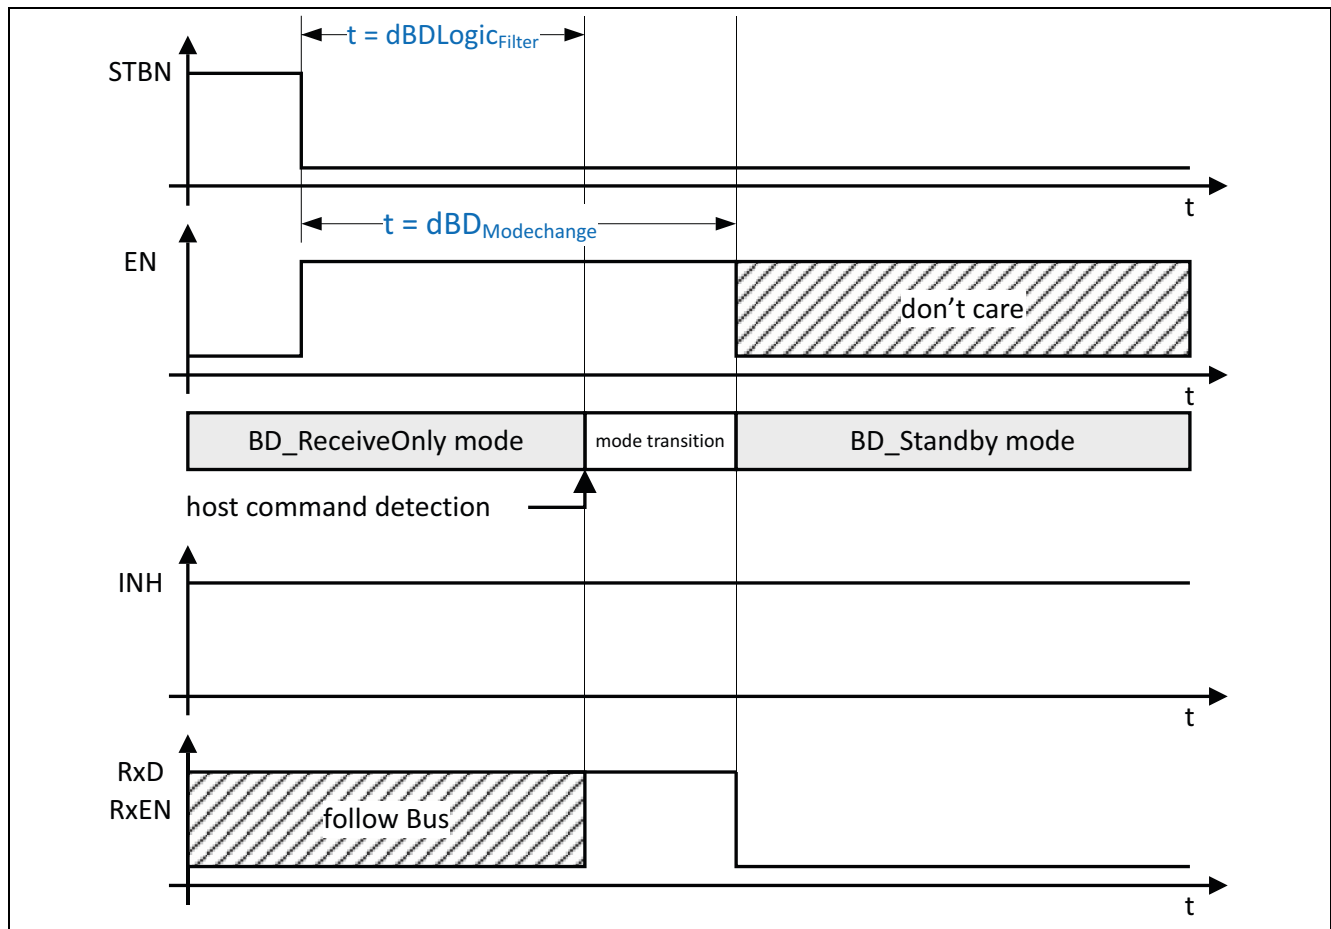 t = dBDLogicFilter
STBN
t
t = dBDModechange
EN
don't care
t
BD_ReceiveOnly mode
mode transition
BD_Standby mode
host command detection
INH
t
RxD
RxEN
follow Bus
t